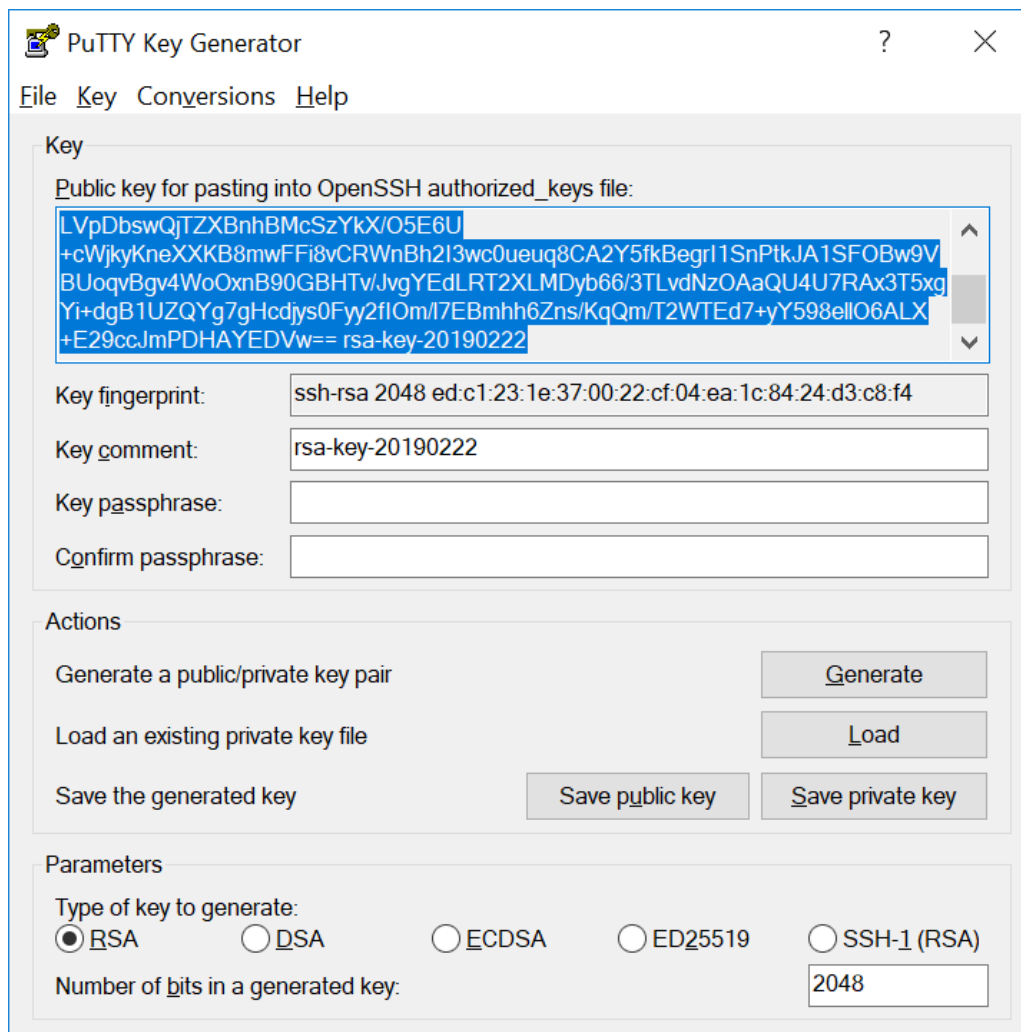 PuTTY Key Generator
File Key Conversions Help
Key
Public key for pasting into OpenSSH authorized_keys file:
LVpDbswQjTZXBnhBMcSzYkX/O5E6U
+cWjkyKneXXKB8mwFFi8vCRWnBh2I3wc0ueuq8CA2Y5fkBegrI1SnPtkJA1SFOBw9V
BUoqvBgv4WoOxnB90GBHTv/JvgYEdLRT2XLMDyb66/3TLvdNzOAaQU4U7RAx3T5xg
Yi+dgB1UZQYg7gHcdjys0Fyy2fIOm/I7EBmhh6Zns/KqQm/T2WTEd7+yY598elIO6ALX
+E29ccJmPDHAYEDVw== rsa-key-20190222
Key fingerprint: ssh-rsa 2048 ed:c1:23:1e:37:00:22:cf:04:ea:1c:84:24:d3:c8:f4
Key comment: rsa-key-20190222
Key passphrase:
Confirm passphrase:
Actions
Generate a public/private key pair Generate
Load an existing private key file Load
Save the generated key Save public key Save private key
Parameters
Type of key to generate:
RSA DSA ECDSA ED25519 SSH-1 (RSA)
Number of bits in a generated key: 2048